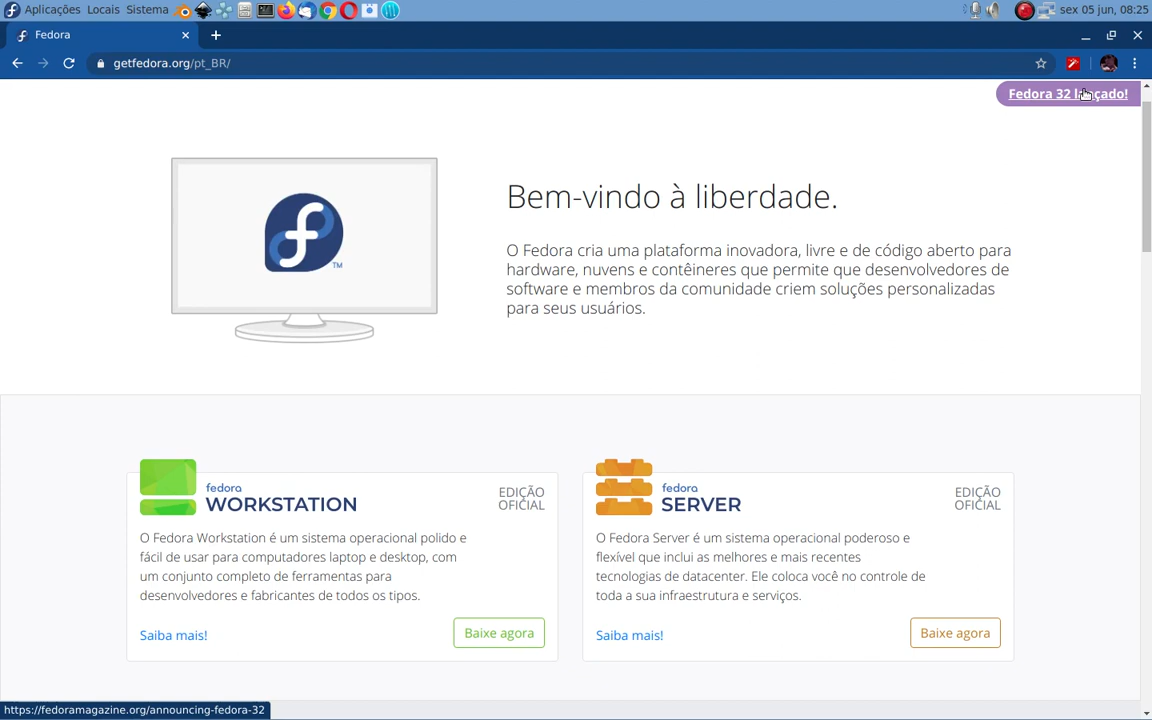 Aplicações Locais Sistema
sex 05 jun, 08:25
Fedora
getfedora.org/pt_BR/
Fedora 32 lançado!
TM
Bem-vindo à liberdade.
O Fedora cria uma plataforma inovadora, livre e de código aberto para
hardware, nuvens e contêineres que permite que desenvolvedores de
software e membros da comunidade criem soluções personalizadas
para seus usuários.
fedora
WORKSTATION
EDIÇÃO
OFICIAL
O Fedora Workstation é um sistema operacional polido e
fácil de usar para computadores laptop e desktop, com
um conjunto completo de ferramentas para
desenvolvedores e fabricantes de todos os tipos.
Saiba mais!
Baixe agora
fedora
SERVER
EDIÇÃO
OFICIAL
O Fedora Server é um sistema operacional poderoso e
flexível que inclui as melhores e mais recentes
tecnologias de datacenter. Ele coloca você no controle de
toda a sua infraestrutura e serviços.
Saiba mais!
Baixe agora
https://fedoramagazine.org/announcing-fedora-32